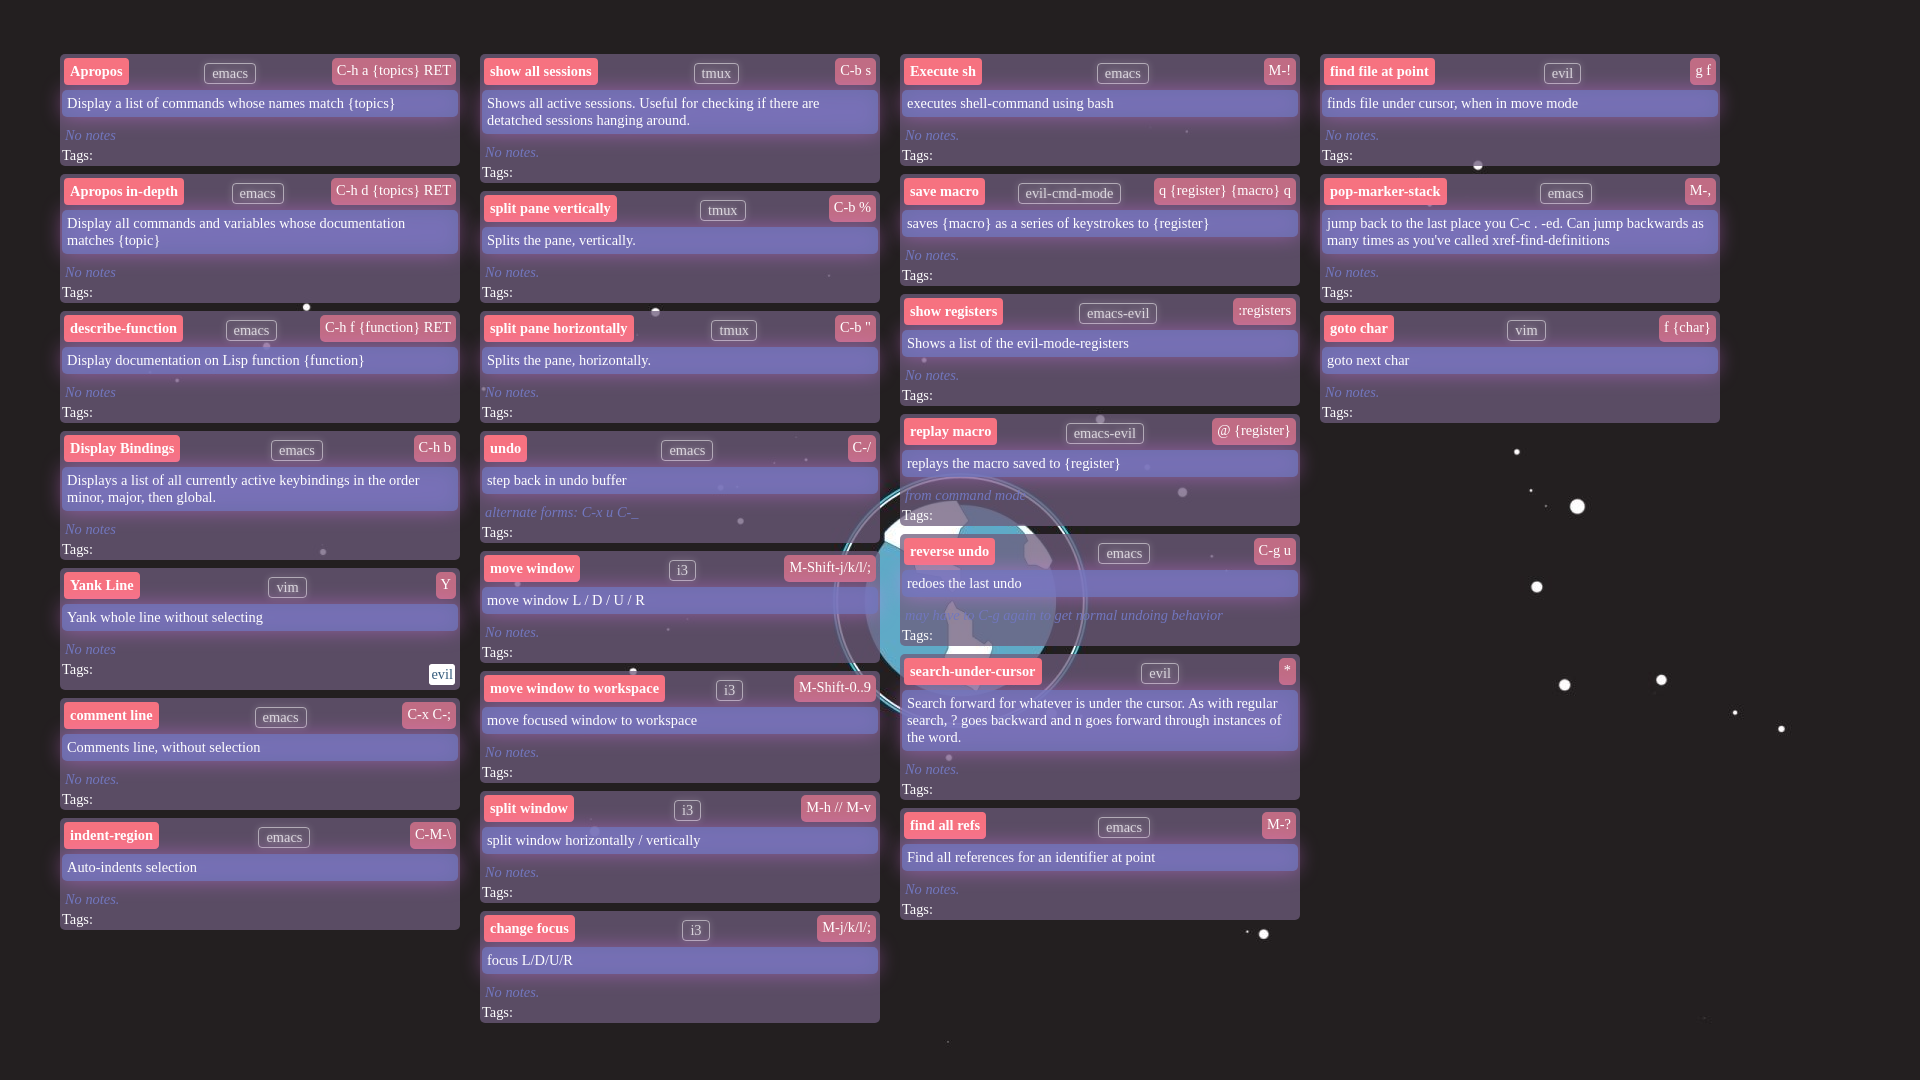 Apropos emacs C-h a {topics} RET
Display a list of commands whose names match {topics}
No notes
Tags:
Apropos in-depth emacs C-h d {topics} RET
Display all commands and variables whose documentation
matches {topic}
No notes
Tags:
describe-function emacs C-h f {function} RET
Display documentation on Lisp function {function}
No notes
Tags:
Display Bindings emacs C-h b
Displays a list of all currently active keybindings in the order
minor, major, then global.
No notes
Tags:
Yank Line vim Y
Yank whole line without selecting
No notes
Tags:
evil
comment line emacs C-x C-;
Comments line, without selection
No notes.
Tags:
indent-region emacs C-M-\
Auto-indents selection
No notes.
Tags:
show all sessions tmux C-b s
Shows all active sessions. Useful for checking if there are
detatched sessions hanging around.
No notes.
Tags:
split pane vertically tmux C-b %
Splits the pane, vertically.
No notes.
Tags:
split pane horizontally tmux C-b "
Splits the pane, horizontally.
No notes.
Tags:
undo emacs C-/
step back in undo buffer
alternate forms: C-x u C-_
Tags:
move window i3 M-Shift-j/k/l/;
move window L / D / U / R
No notes.
Tags:
move window to workspace i3 M-Shift-0..9
move focused window to workspace
No notes.
Tags:
split window i3 M-h // M-v
split window horizontally / vertically
No notes.
Tags:
change focus i3 M-j/k/l/;
focus L/D/U/R
No notes.
Tags:
Execute sh emacs M-!
executes shell-command using bash
No notes.
Tags:
save macro evil-cmd-mode q {register} {macro} q
saves {macro} as a series of keystrokes to {register}
No notes.
Tags:
show registers emacs-evil :registers
Shows a list of the evil-mode-registers
No notes.
Tags:
replay macro emacs-evil @ {register}
replays the macro saved to {register}
from command mode
Tags:
reverse undo emacs C-g u
redoes the last undo
may have to C-g again to get normal undoing behavior
Tags:
search-under-cursor evil *
Search forward for whatever is under the cursor. As with regular
search, ? goes backward and n goes forward through instances of
the word.
No notes.
Tags:
find all refs emacs M-?
Find all references for an identifier at point
No notes.
Tags:
find file at point evil g f
finds file under cursor, when in move mode
No notes.
Tags:
pop-marker-stack emacs M-,
jump back to the last place you C-c . -ed. Can jump backwards as
many times as you've called xref-find-definitions
No notes.
Tags:
goto char vim f {char}
goto next char
No notes.
Tags: